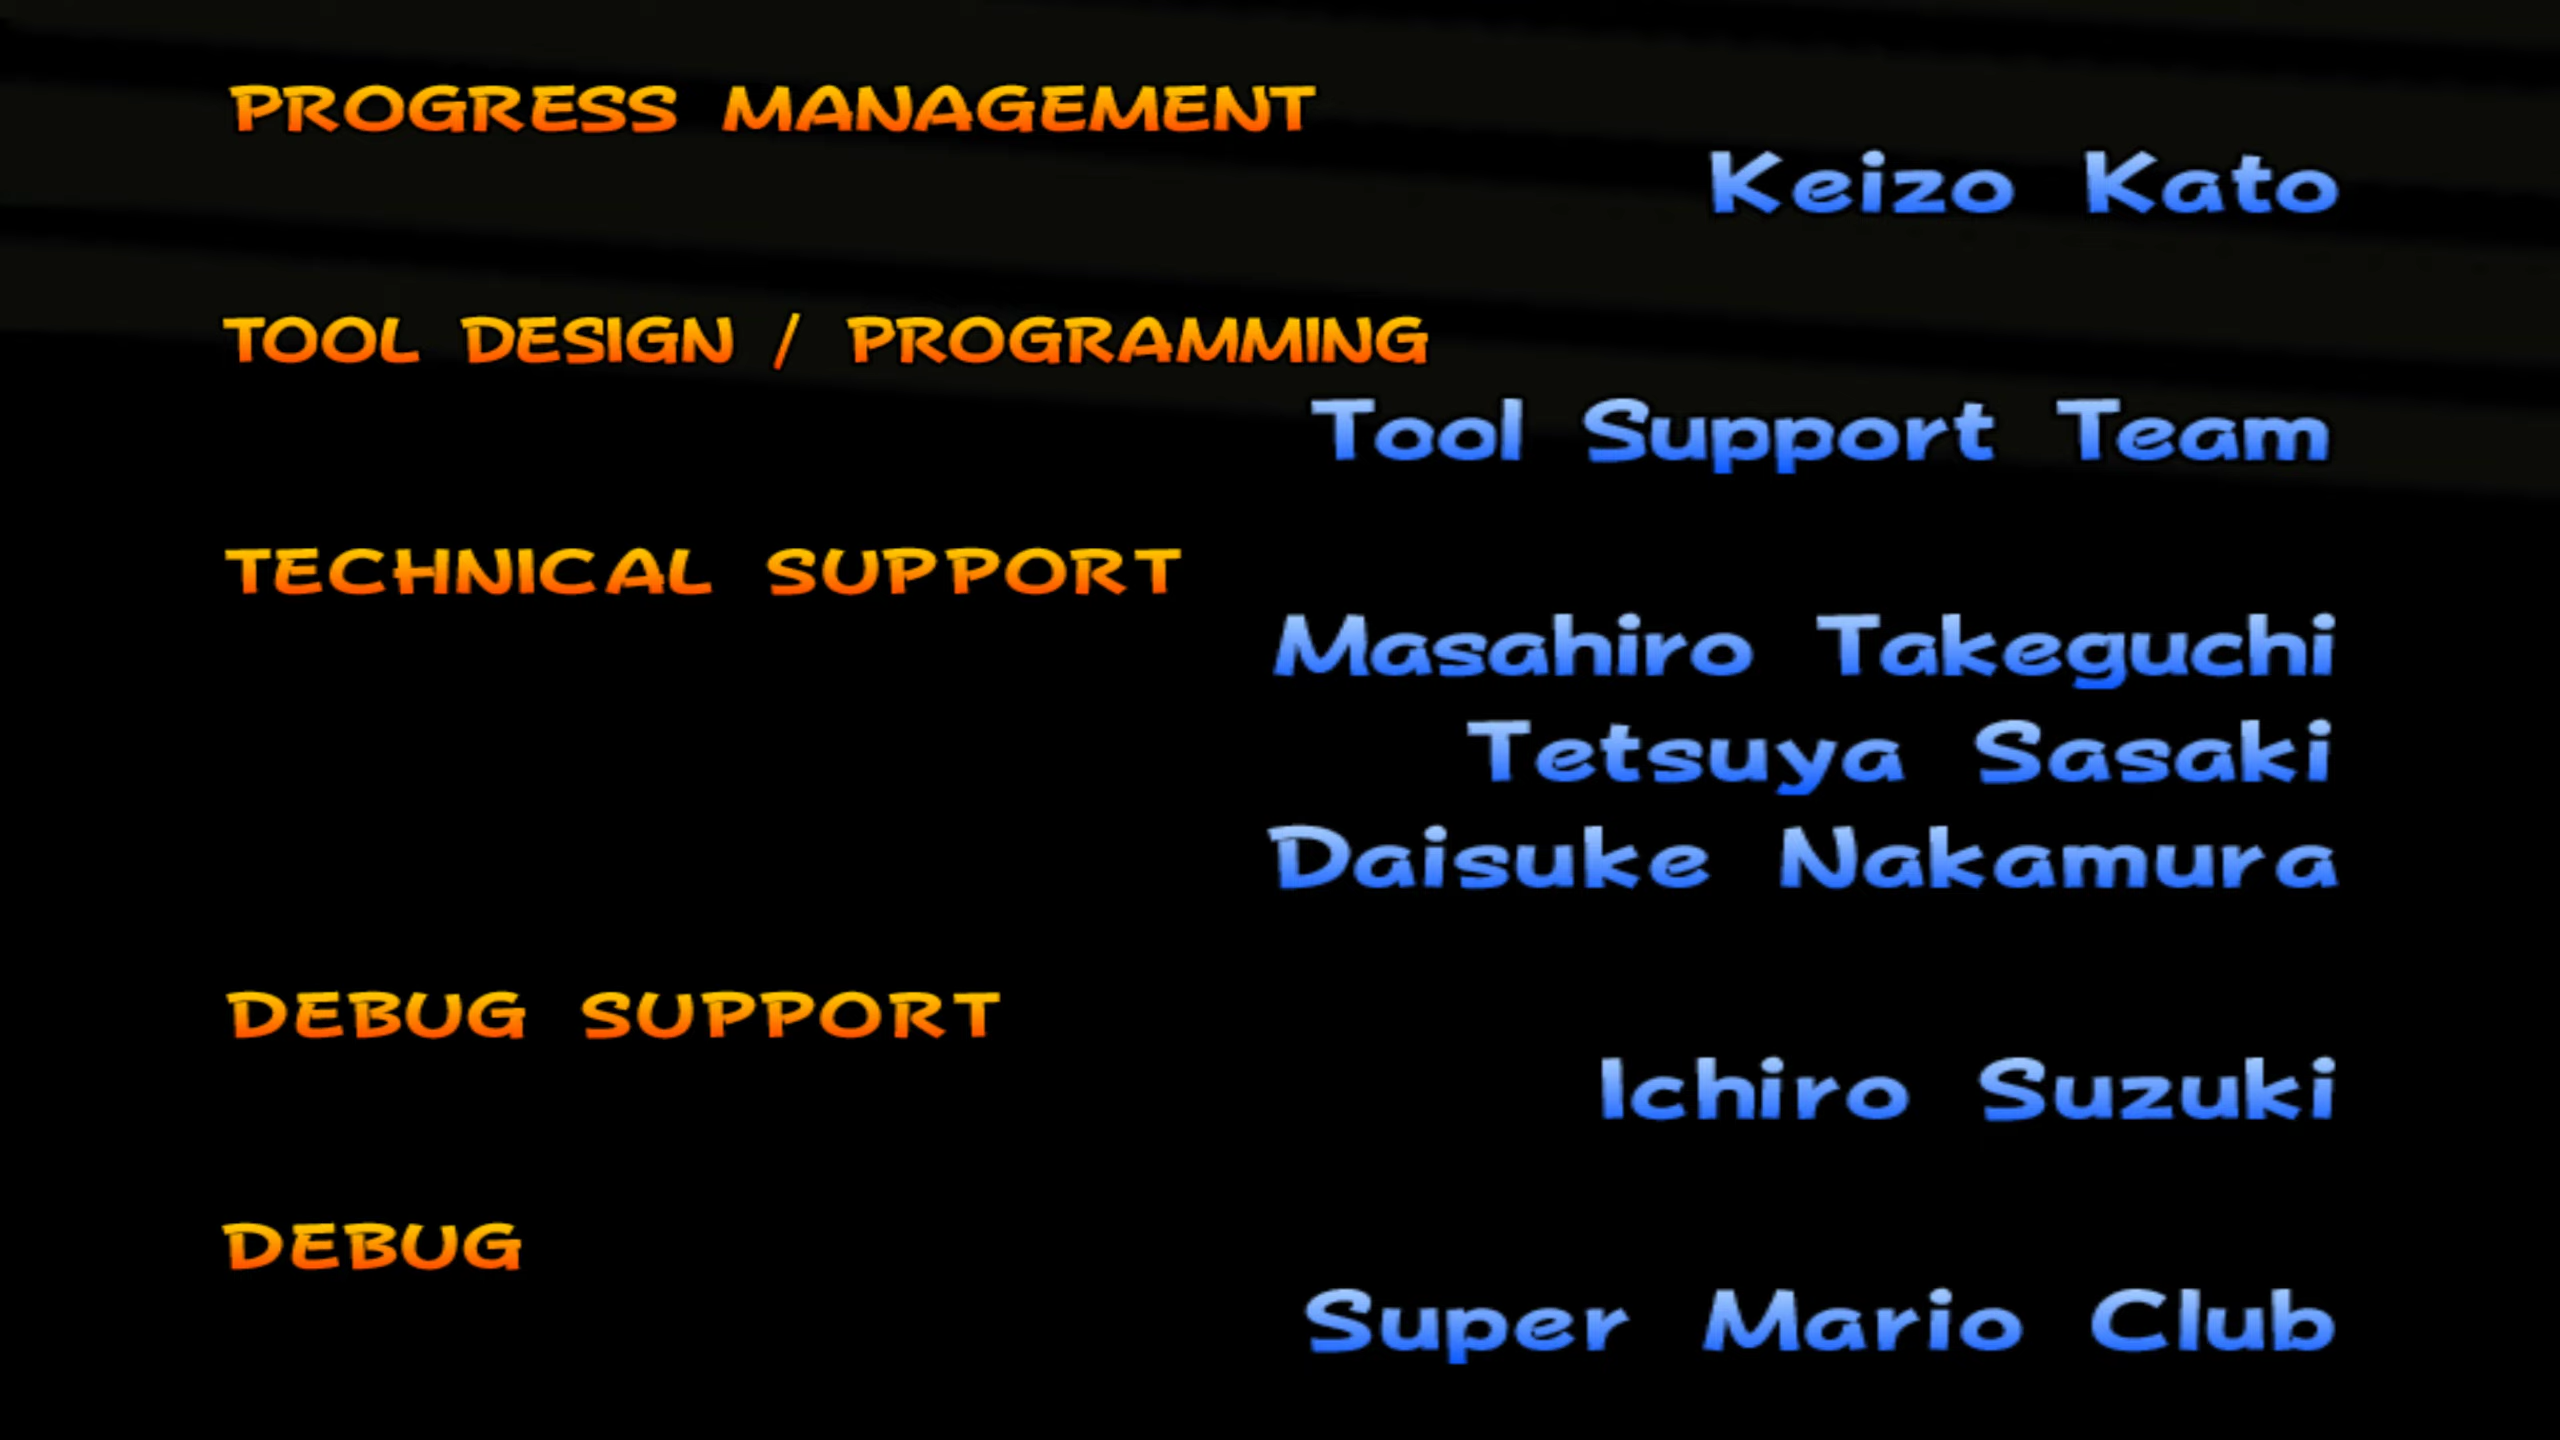 PROGRESS MANAGEMENT
Keizo Kato
TOOL DESIGN / PROGRAMMING
Tool Support Team
TECHNICAL SUPPORT
Masahiro Takeguchi
Tetsuya Sasaki
Daisuke Nakamura
DEBUG SUPPORT
Ichiro Suzuki
DEBUG
Super Mario Club